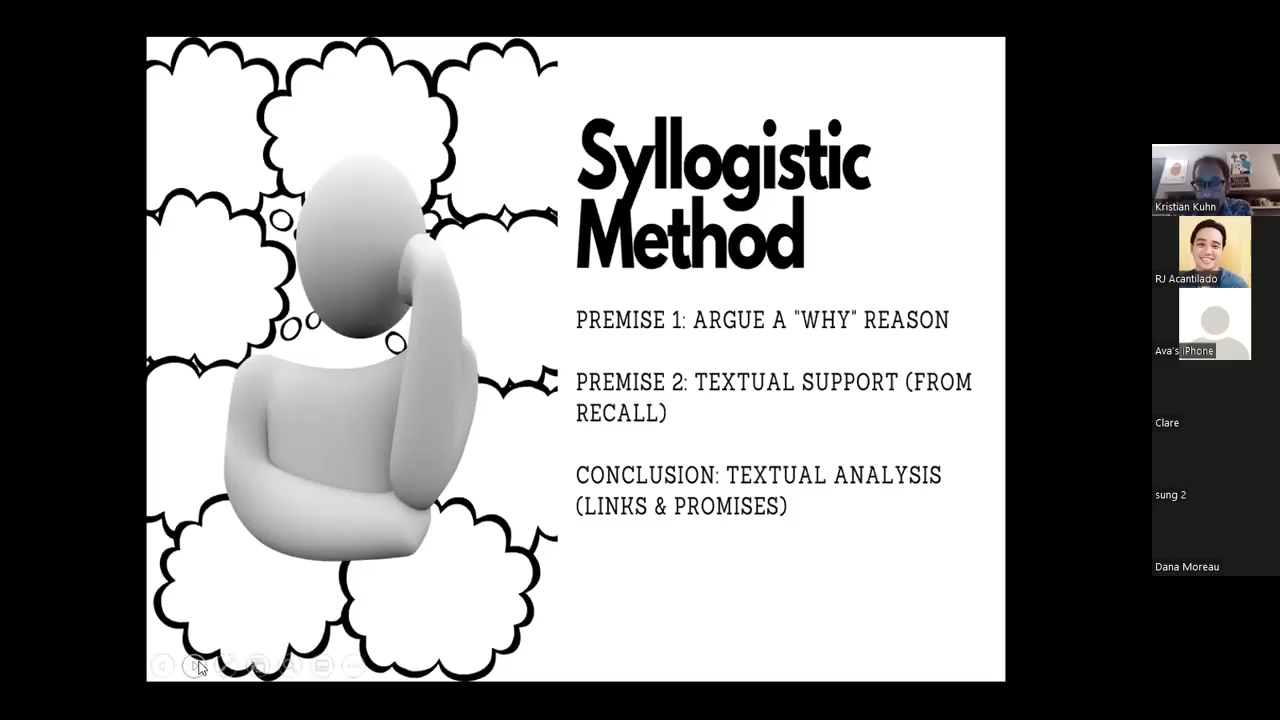 Syllogistic
Method
PREMISE 1: ARGUE A "WHY" REASON
PREMISE 2: TEXTUAL SUPPORT (FROM
RECALL)
CONCLUSION: TEXTUAL ANALYSIS
(LINKS & PROMISES)
Kristian Kuhn
RJ Acantilado
Ava's iPhone
Clare
sung 2
Dana Moreau